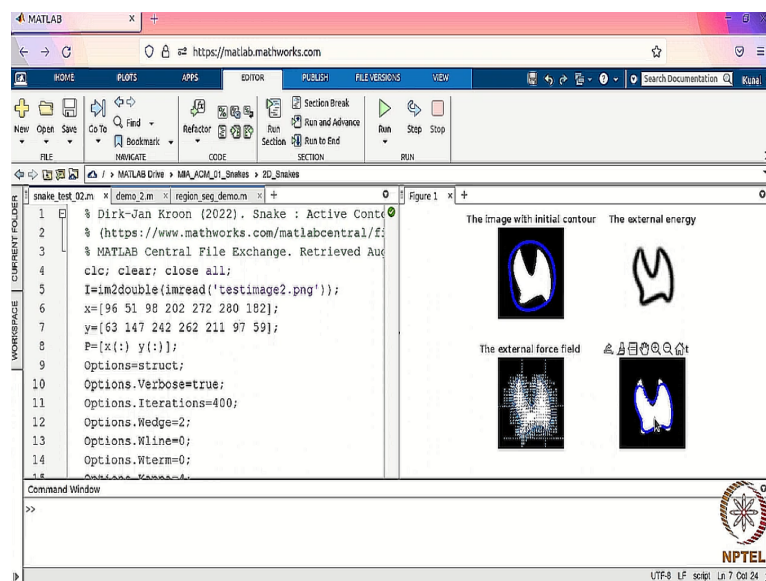 MATLAB × +
https://matlab.mathworks.com
HOME PLOTS APPS EDITOR PUBLISH FILE VERSIONS VIEW Search Documentation Kunal
New Open Save Go To Find Bookmark Refactor Run Section Section Break Run and Advance Run to End Run Step Stop
FILE NAVIGATE CODE SECTION RUN
/ > MATLAB Drive > MIA_ACM_01_Snakes > 2D_Snakes
snake_test_02.m × demo_2.m × region_seg_demo.m × + Figure 1 × +
CURRENT FOLDER
WORKSPACE
1 % Dirk-Jan Kroon (2022). Snake : Active Conto
2 % (https://www.mathworks.com/matlabcentral/fi
3 % MATLAB Central File Exchange. Retrieved Aug
4 clc; clear; close all;
5 I=im2double(imread('testimage2.png'));
6 x=[96 51 98 202 272 280 182];
7 y=[63 147 242 262 211 97 59];
8 P=[x(:) y(:)];
9 Options=struct;
10 Options.Verbose=true;
11 Options.Iterations=400;
12 Options.Wedge=2;
13 Options.Wline=0;
14 Options.Wterm=0;
15 Options.Kappa=4;
The image with initial contour The external energy
The external force field
Command Window
>>
NPTEL
UTF-8 LF script Ln 7 Col 24